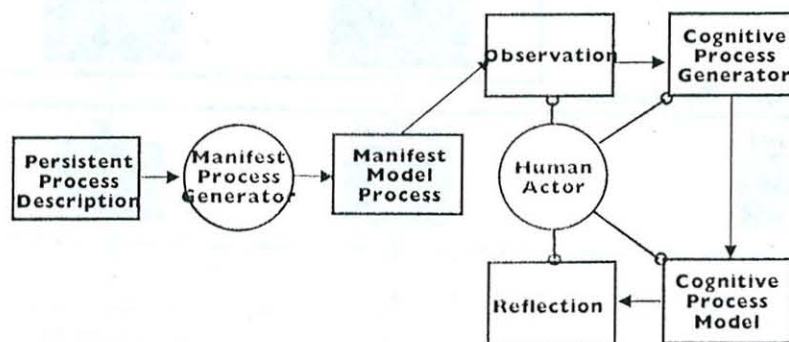 Observation
Cognitive
Process
Generator
Persistent
Process
Description
Manifest
Process
Generator
Manifest
Model
Process
Human
Actor
Reflection
Cognitive
Process
Model